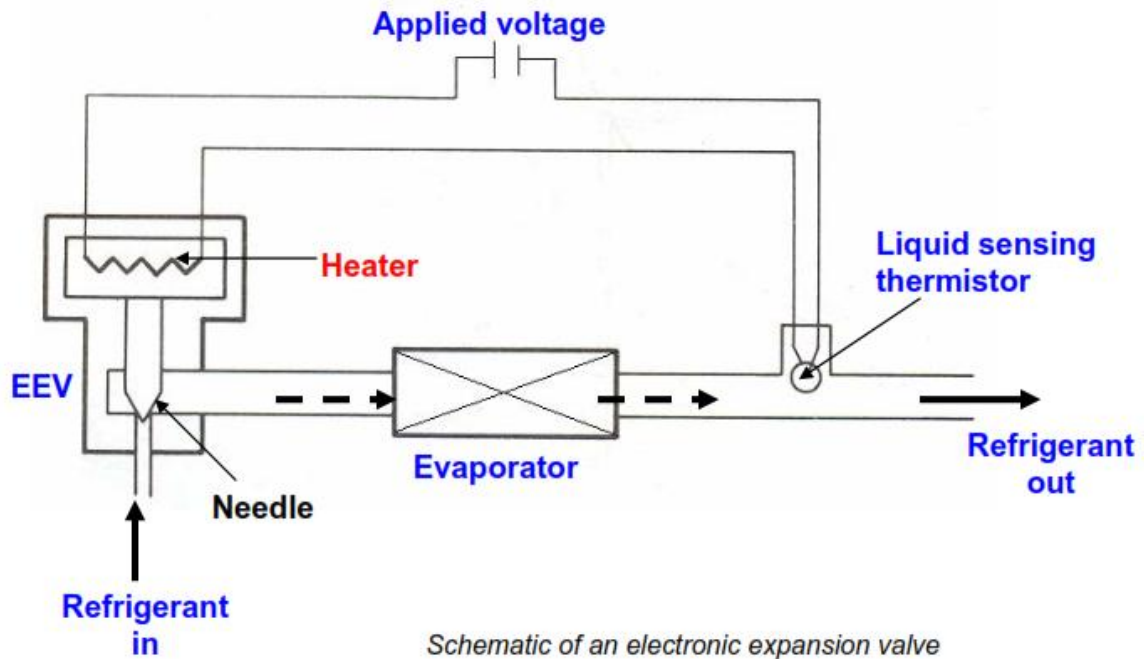 Applied voltage
Heater
Liquid sensing
thermistor
EEV
Evaporator
Needle
Refrigerant
out
Refrigerant
in
Schematic of an electronic expansion valve